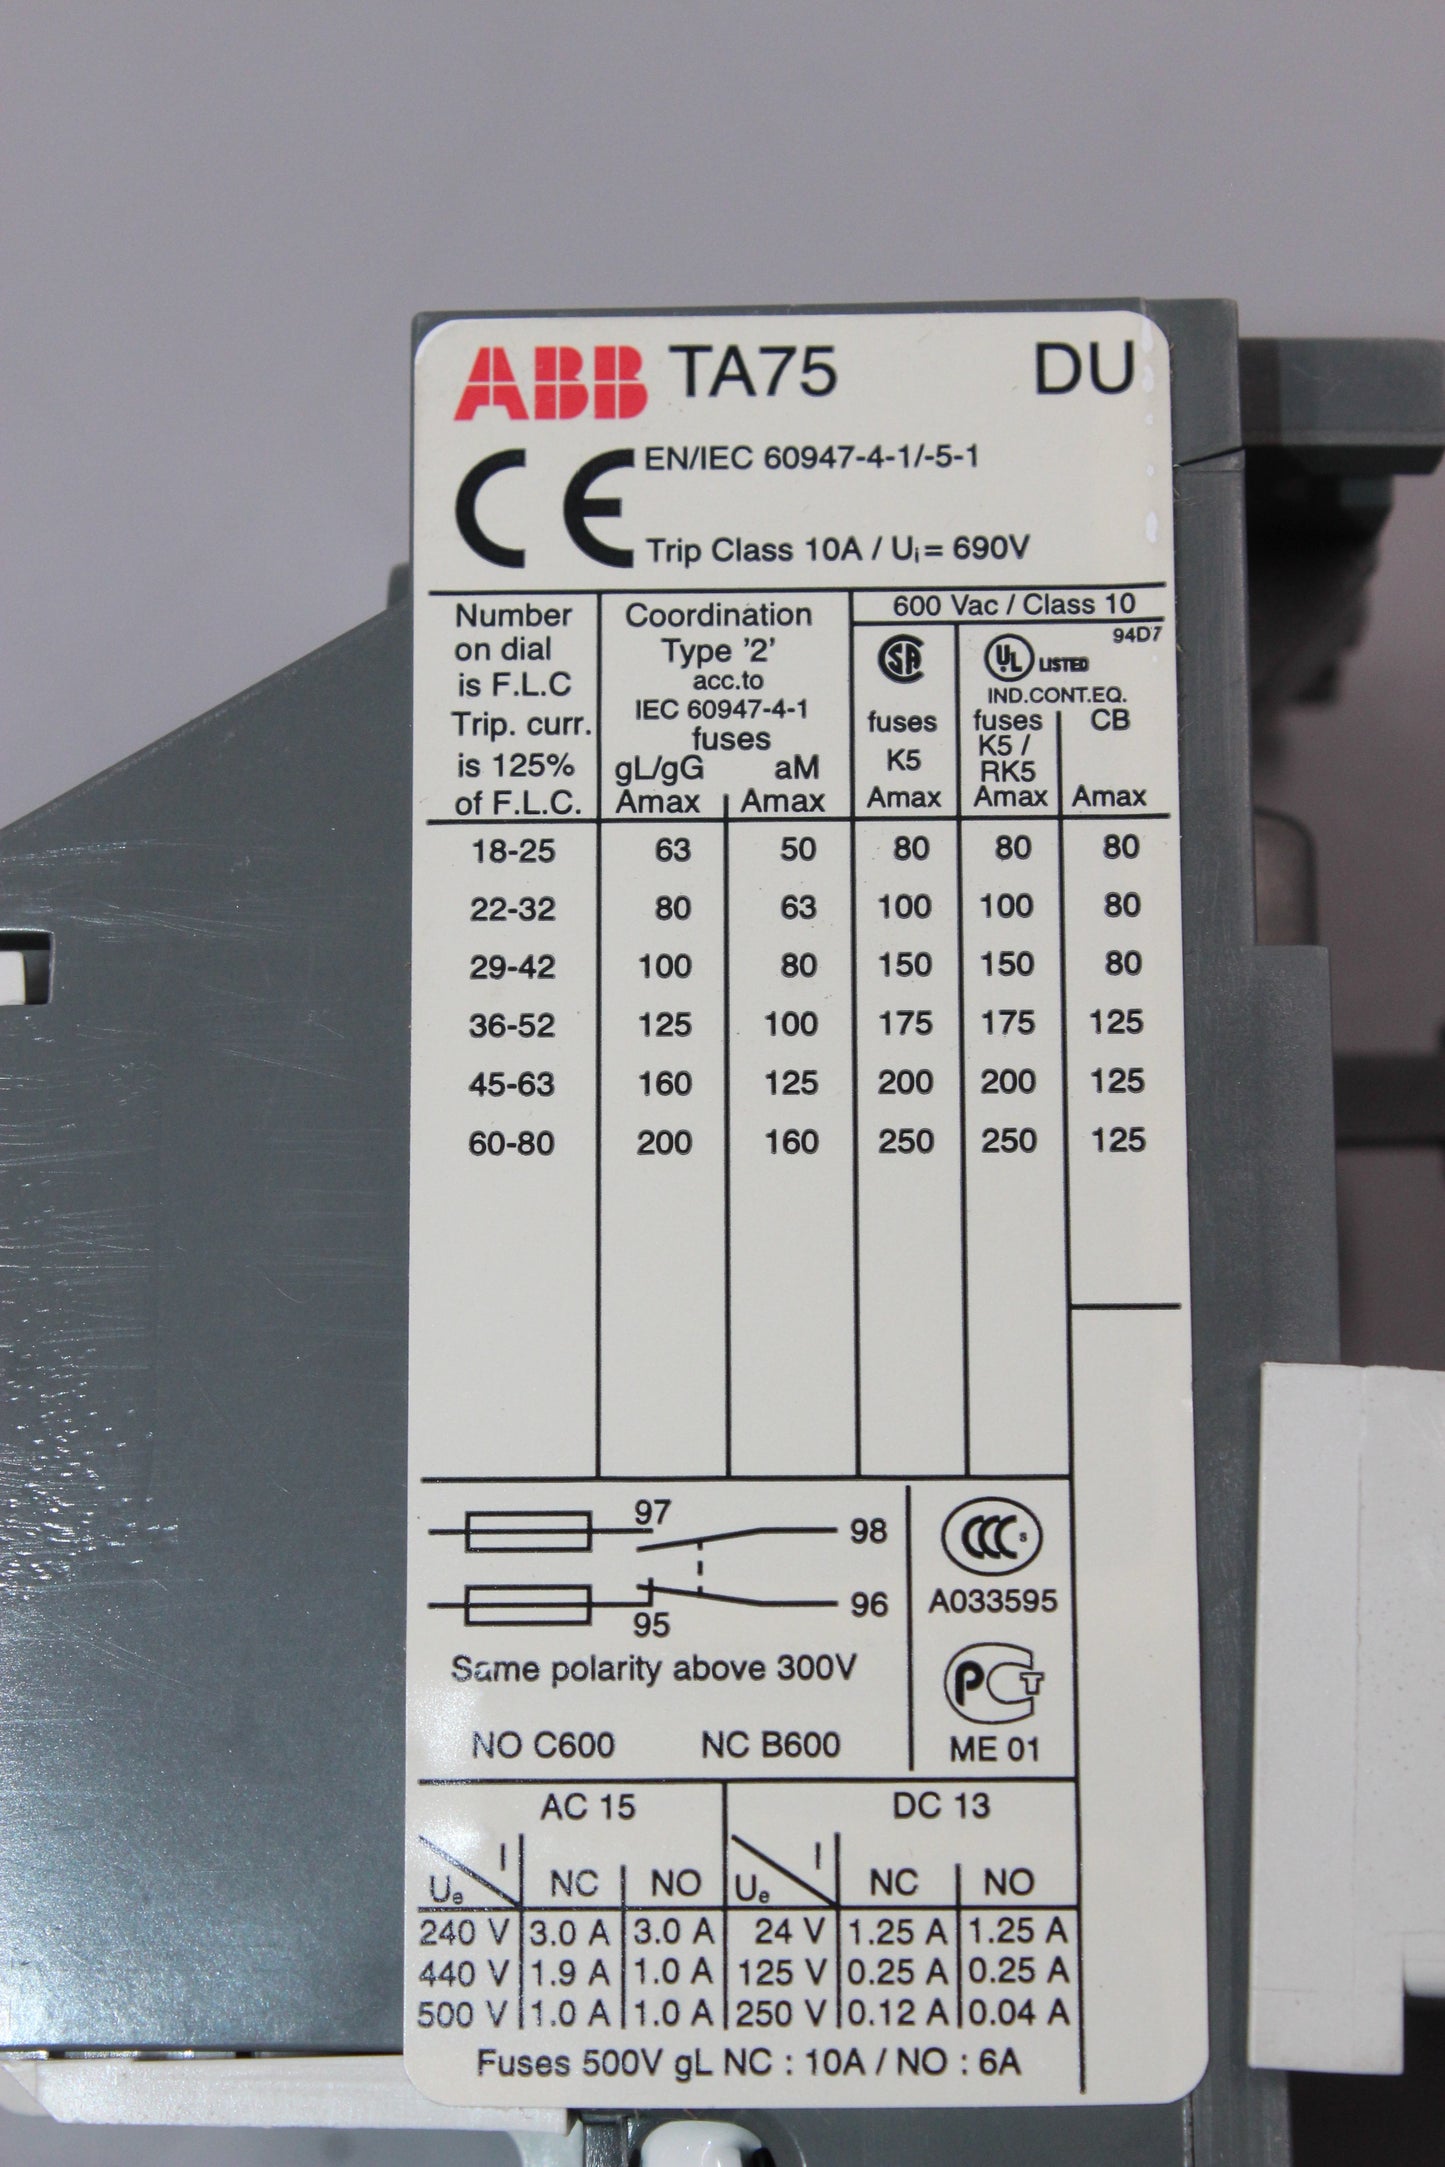 ABB TA75 DU
CE EN/IEC 60947-4-1/-5-1
Trip Class 10A / Ui = 690V
Number on dial is F.L.C
Trip. curr. is 125% of F.L.C.
Coordination
Type '2'
acc.to
IEC 60947-4-1
fuses
gL/gG aM
Amax Amax
600 Vac / Class 10
SA
fuses
K5
Amax
UL LISTED 94D7
IND.CONT.EQ.
fuses CB
K5 /
RK5
Amax Amax
18-25 63 50 80 80 80
22-32 80 63 100 100 80
29-42 100 80 150 150 80
36-52 125 100 175 175 125
45-63 160 125 200 200 125
60-80 200 160 250 250 125
97 98
95 96
Same polarity above 300V
NO C600 NC B600
CCC S
A033595
PCT
ME 01
AC 15 DC 13
Ue I NC NO Ue I NC NO
240 V 3.0 A 3.0 A 24 V 1.25 A 1.25 A
440 V 1.9 A 1.0 A 125 V 0.25 A 0.25 A
500 V 1.0 A 1.0 A 250 V 0.12 A 0.04 A
Fuses 500V gL NC : 10A / NO : 6A